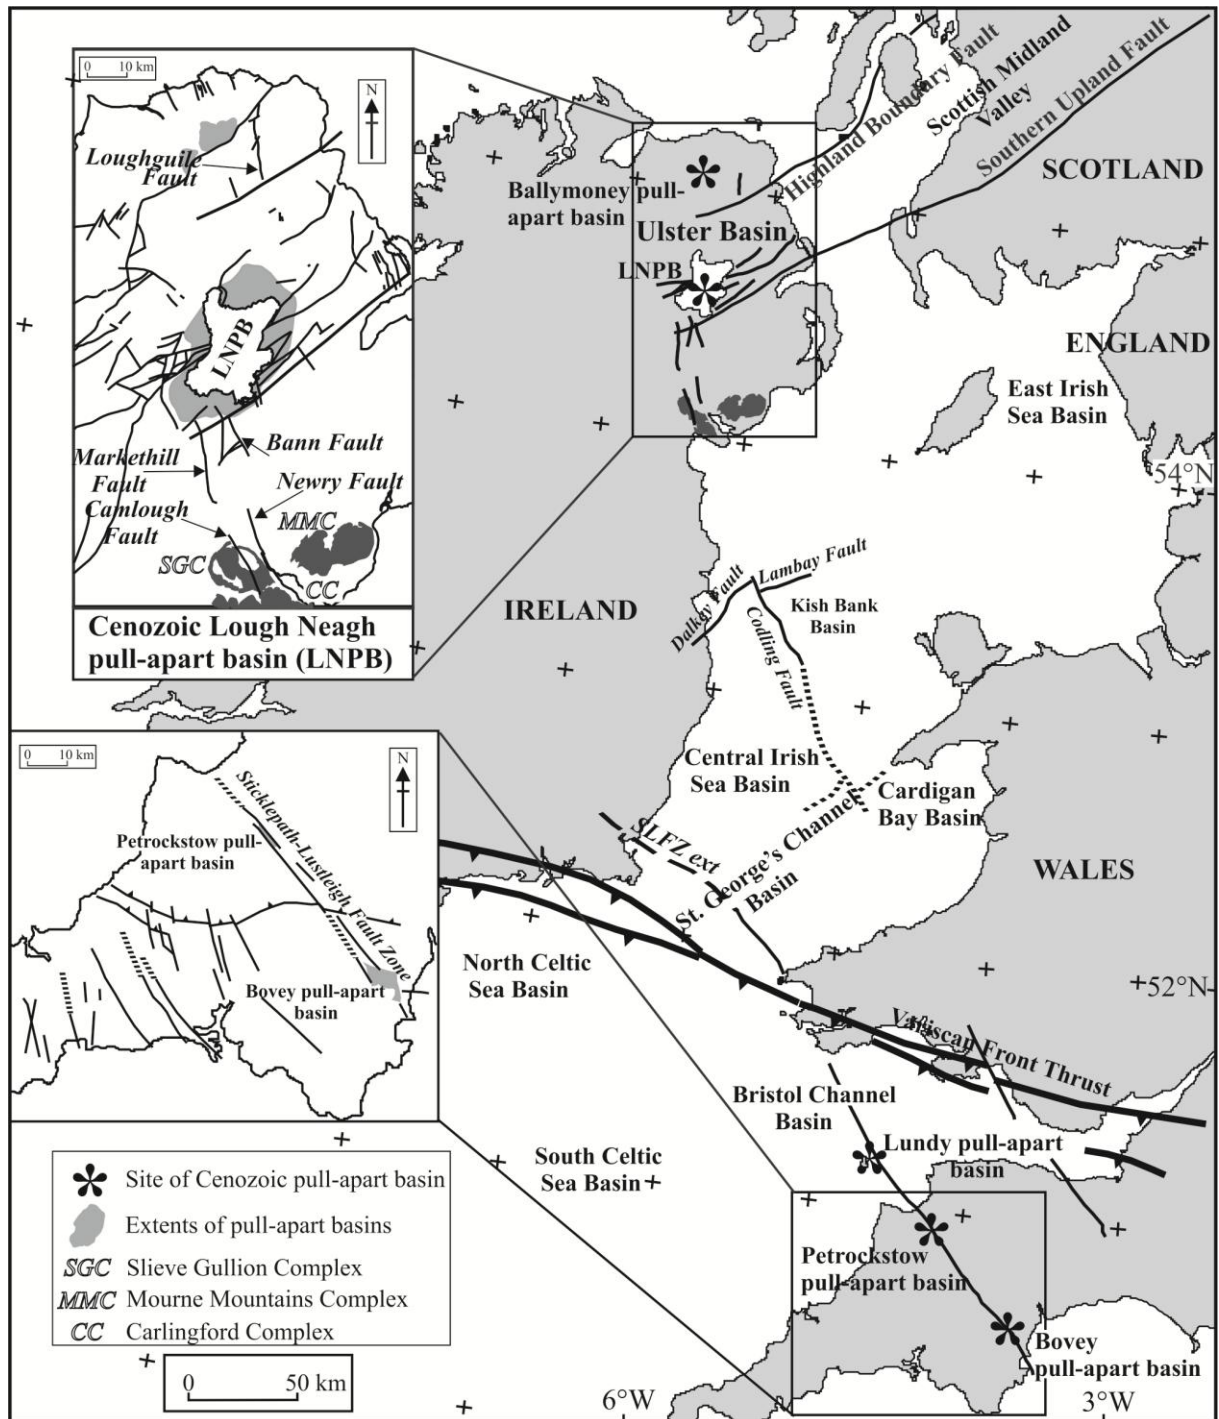 0 10 km
N
Loughguile
Fault
LNPB
Bann Fault
Markethill
Fault
Newry Fault
Camlough
Fault
MMC
SGC
CC
Cenozoic Lough Neagh
pull-apart basin (LNPB)
Highland Boundary Fault
Scottish Midland
Valley
Southern Upland Fault
SCOTLAND
Ballymoney pull-
apart basin
Ulster Basin
LNPB
ENGLAND
East Irish
Sea Basin
54°N
IRELAND
Dalkey Fault
Lambay Fault
Kish Bank
Basin
Codling Fault
Central Irish
Sea Basin
Cardigan
Bay Basin
SLFZ ext
St. George's Channel
Basin
WALES
North Celtic
Sea Basin
52°N
Variscan Front Thrust
Bristol Channel
Basin
Lundy pull-apart
basin
South Celtic
Sea Basin
Petrockstow
pull-apart basin
Bovey
pull-apart basin
6°W
3°W
0 10 km
N
Sticklepath-Lustleigh Fault Zone
Petrockstow pull-
apart basin
Bovey pull-apart
basin
Site of Cenozoic pull-apart basin
Extents of pull-apart basins
SGC Slieve Gullion Complex
MMC Mourne Mountains Complex
CC Carlingford Complex
0 50 km